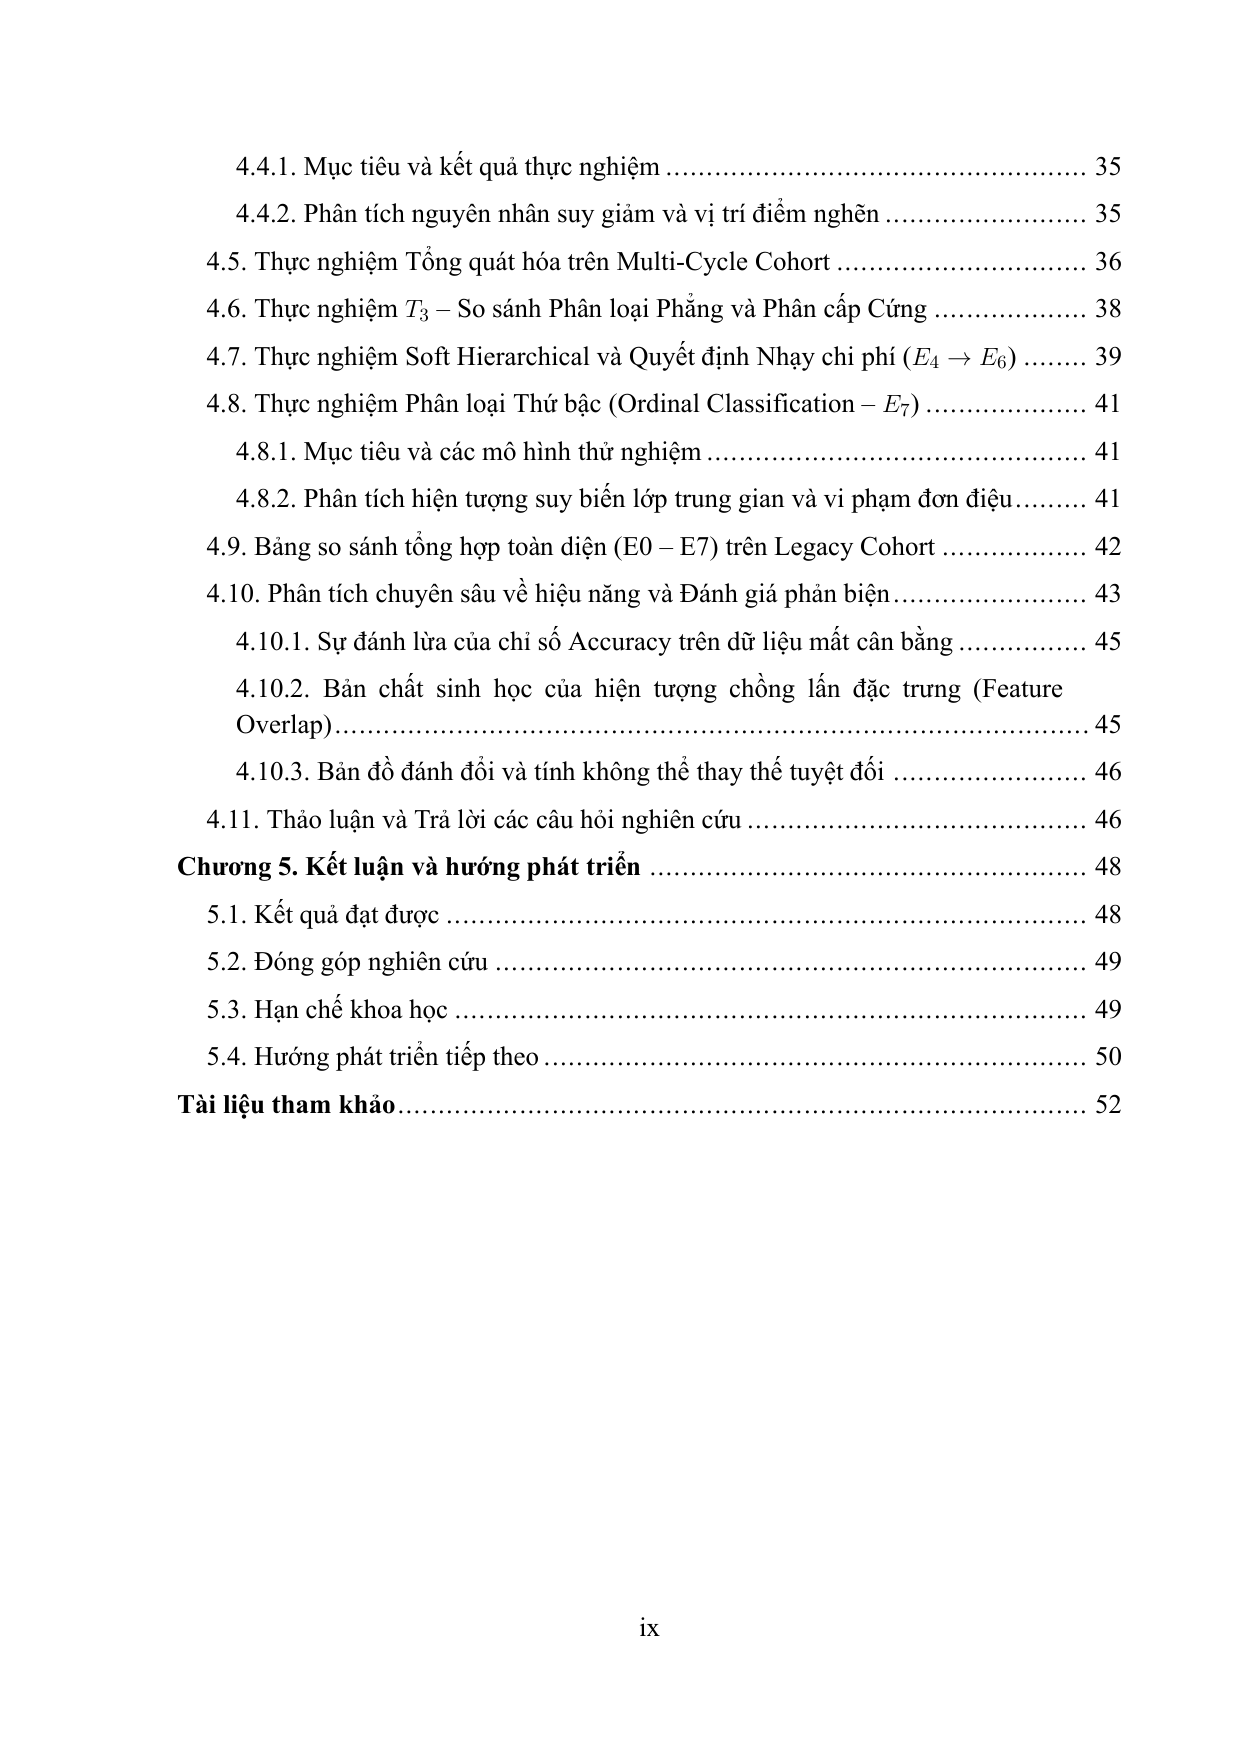 4.4.1. Mục tiêu và kết quả thực nghiệm .................................................... 35
4.4.2. Phân tích nguyên nhân suy giảm và vị trí điểm nghẽn ......................... 35
4.5. Thực nghiệm Tổng quát hóa trên Multi-Cycle Cohort ............................... 36
4.6. Thực nghiệm T₃ – So sánh Phân loại Phẳng và Phân cấp Cứng ................... 38
4.7. Thực nghiệm Soft Hierarchical và Quyết định Nhạy chi phí (E₄ → E₆) ........ 39
4.8. Thực nghiệm Phân loại Thứ bậc (Ordinal Classification – E₇) .................... 41
4.8.1. Mục tiêu và các mô hình thử nghiệm ............................................... 41
4.8.2. Phân tích hiện tượng suy biến lớp trung gian và vi phạm đơn điệu ......... 41
4.9. Bảng so sánh tổng hợp toàn diện (E0 – E7) trên Legacy Cohort .................. 42
4.10. Phân tích chuyên sâu về hiệu năng và Đánh giá phản biện ........................ 43
4.10.1. Sự đánh lừa của chỉ số Accuracy trên dữ liệu mất cân bằng ................ 45
4.10.2. Bản chất sinh học của hiện tượng chồng lấn đặc trưng (Feature
Overlap) ............................................................................................. 45
4.10.3. Bản đồ đánh đổi và tính không thể thay thế tuyệt đối ........................ 46
4.11. Thảo luận và Trả lời các câu hỏi nghiên cứu .......................................... 46
Chương 5. Kết luận và hướng phát triển ...................................................... 48
5.1. Kết quả đạt được ............................................................................... 48
5.2. Đóng góp nghiên cứu ......................................................................... 49
5.3. Hạn chế khoa học .............................................................................. 49
5.4. Hướng phát triển tiếp theo ................................................................... 50
Tài liệu tham khảo ..................................................................................... 52
ix